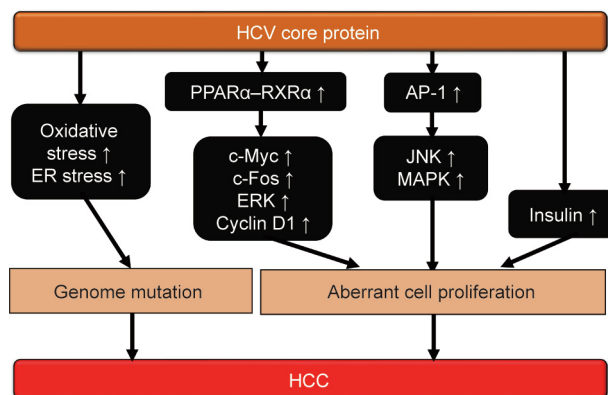 HCV core protein
PPARα–RXRα ↑
AP-1 ↑
Oxidative
stress ↑
ER stress ↑
c-Myc ↑
c-Fos ↑
ERK ↑
Cyclin D1 ↑
JNK ↑
MAPK ↑
Insulin ↑
Genome mutation
Aberrant cell proliferation
HCC